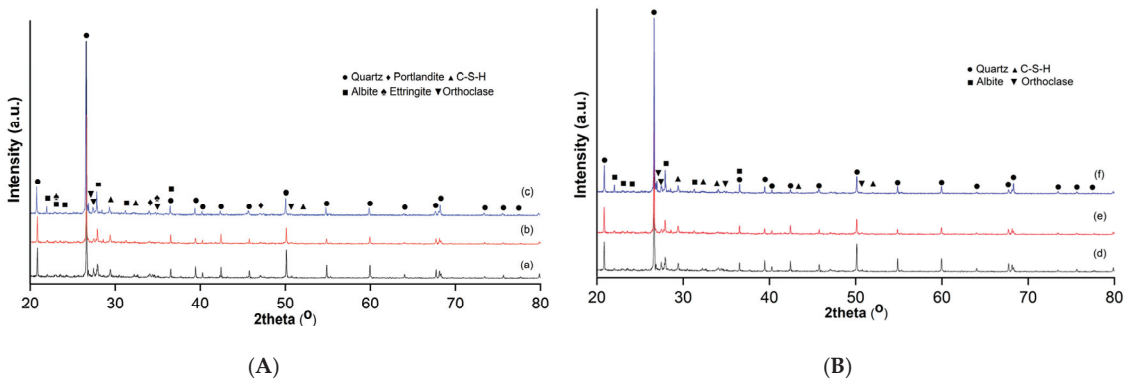 ● Quartz ♦ Portlandite ▲ C-S-H
■ Albite ♠ Ettringite ▼ Orthoclase
Intensity (a.u.)
(c)
(b)
(a)
20 30 40 50 60 70 80
2theta (O)
(A)
● Quartz ▲ C-S-H
■ Albite ▼ Orthoclase
Intensity (a.u.)
(f)
(e)
(d)
20 30 40 50 60 70 80
2theta (O)
(B)